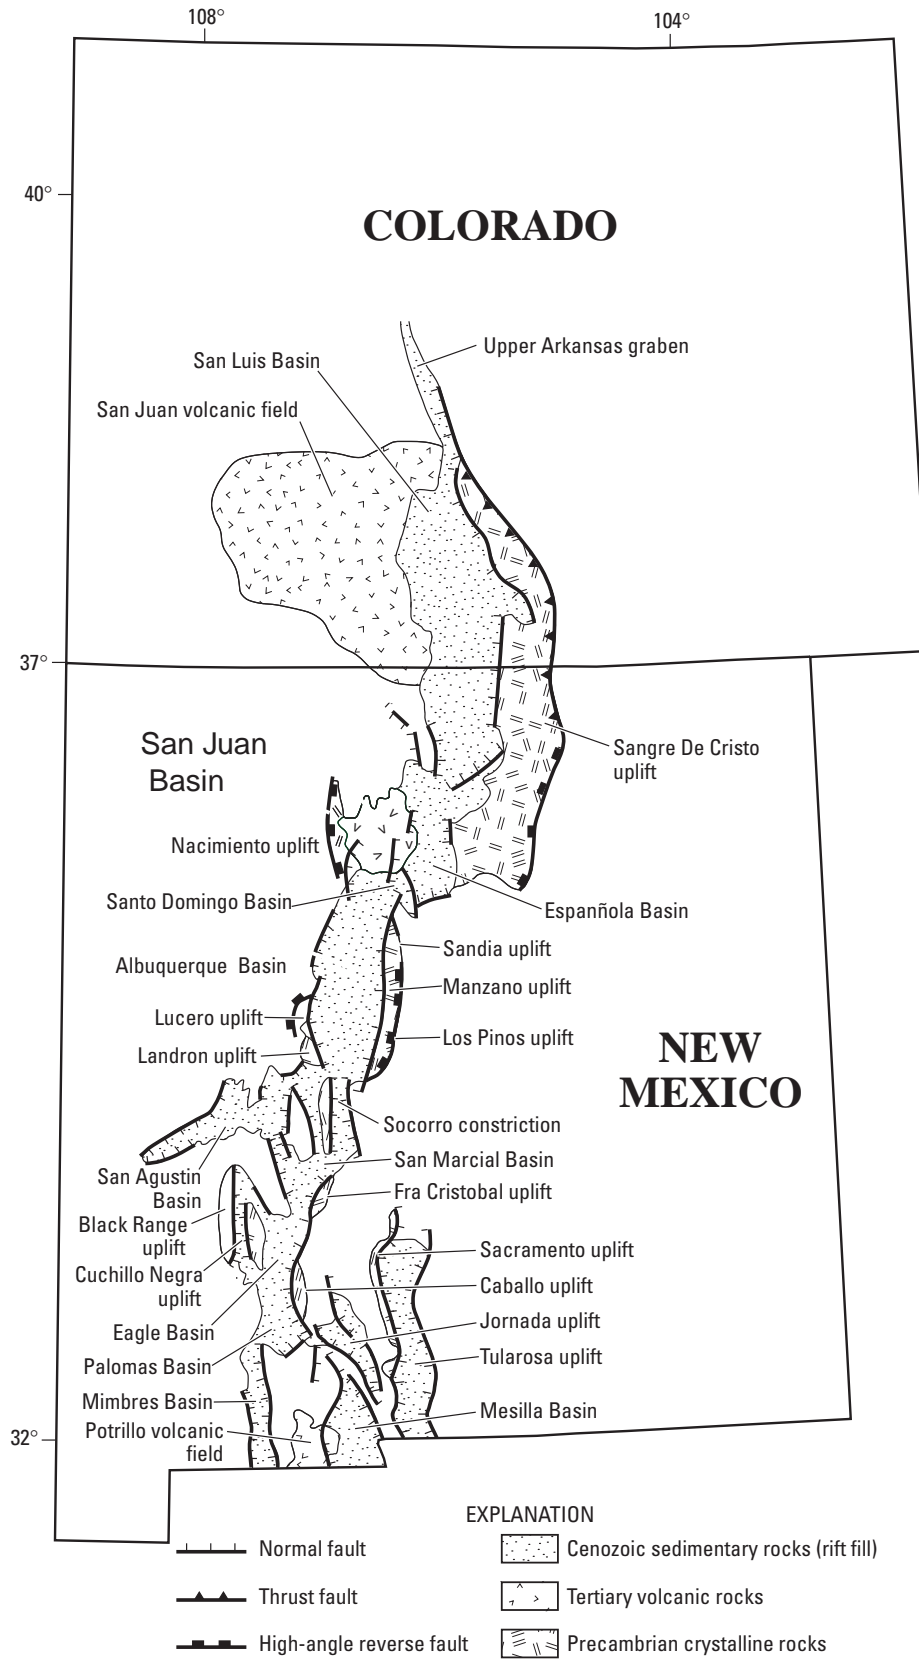 108°
104°
40°
COLORADO
Upper Arkansas graben
San Luis Basin
San Juan volcanic field
37°
San Juan
Basin
Sangre De Cristo
uplift
Nacimiento uplift
Santo Domingo Basin
Espanñola Basin
Sandia uplift
Albuquerque Basin
Manzano uplift
Lucero uplift
Los Pinos uplift
Landron uplift
NEW
MEXICO
Socorro constriction
San Marcial Basin
San Agustin
Basin
Fra Cristobal uplift
Black Range
uplift
Sacramento uplift
Cuchillo Negra
uplift
Caballo uplift
Eagle Basin
Jornada uplift
Palomas Basin
Tularosa uplift
Mimbres Basin
Mesilla Basin
Potrillo volcanic
field
32°
EXPLANATION
Normal fault
Thrust fault
High-angle reverse fault
Cenozoic sedimentary rocks (rift fill)
Tertiary volcanic rocks
Precambrian crystalline rocks